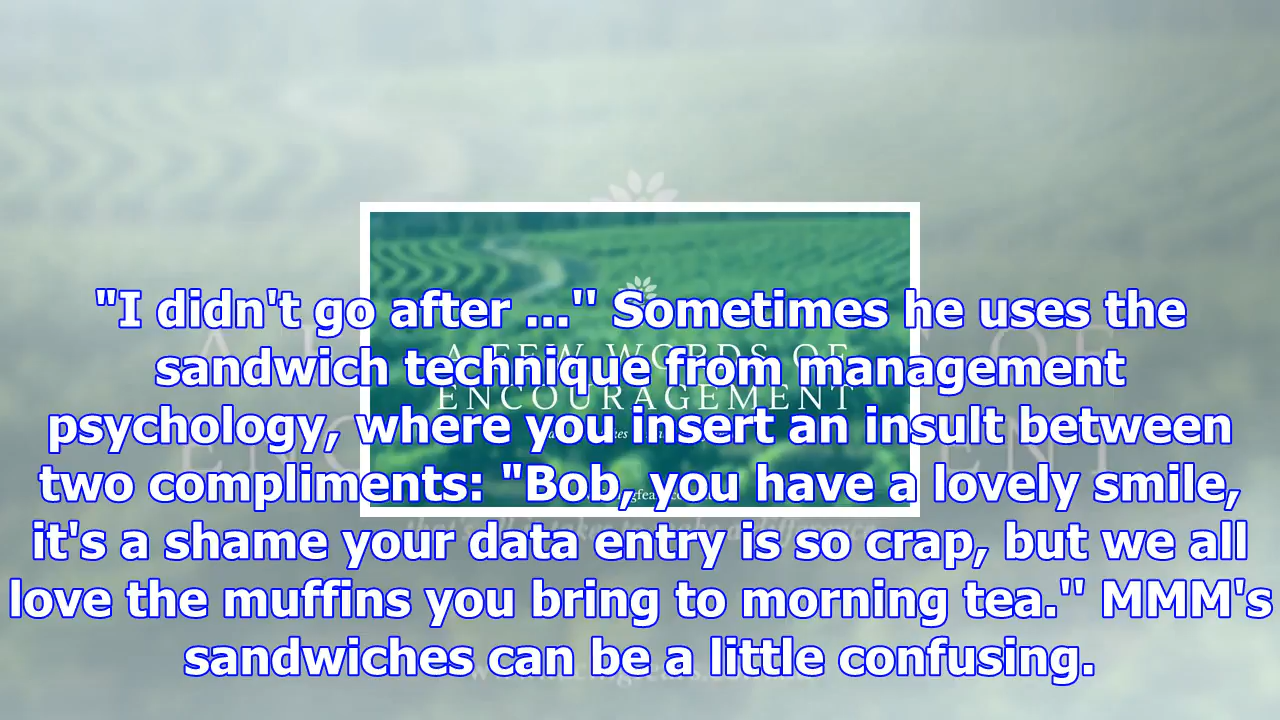 "I didn't go after ..." Sometimes he uses the
sandwich technique from management
psychology, where you insert an insult between
two compliments: "Bob, you have a lovely smile,
it's a shame your data entry is so crap, but we all
love the muffins you bring to morning tea." MMM's
sandwiches can be a little confusing.
A FEW WORDS OF
ENCOURAGEMENT